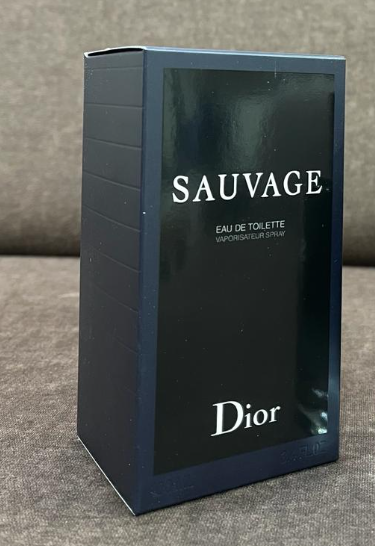 SAUVAGE
EAU DE TOILETTE
VAPORISATEUR SPRAY
Dior